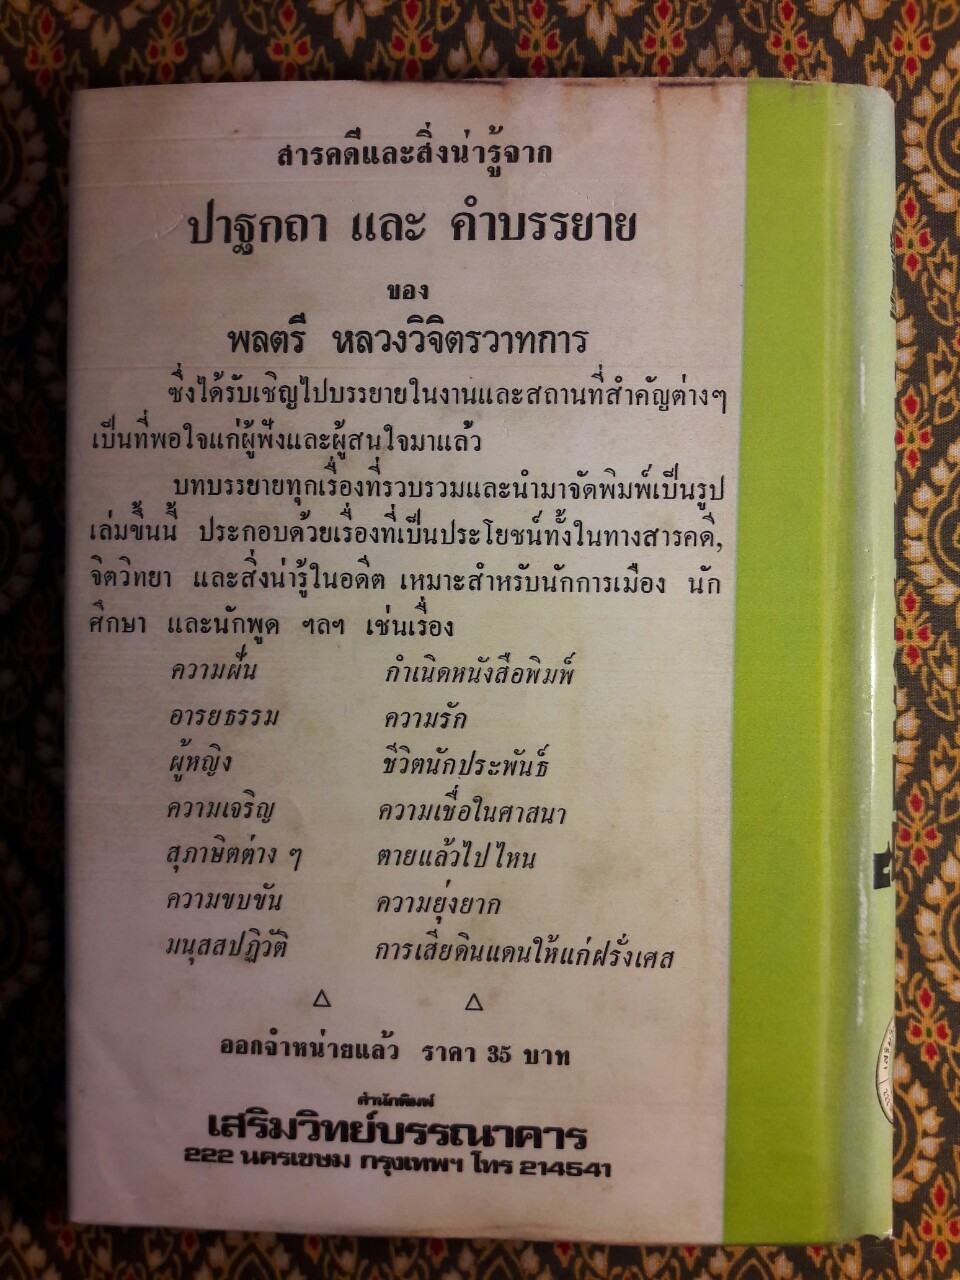 สารคดีและสิ่งน่ารู้จาก
ปาฐกถา และ คำบรรยาย
ของ
พลตรี หลวงวิจิตรวาทการ
ซึ่งได้รับเชิญไปบรรยายในงานและสถานที่สำคัญต่างๆ
เป็นที่พอใจแก่ผู้ฟังและผู้สนใจมาแล้ว
บทบรรยายทุกเรื่องที่รวบรวมและนำมาจัดพิมพ์เป็นรูป
เล่มขึ้นนี้ ประกอบด้วยเรื่องที่เป็นประโยชน์ทั้งในทางสารคดี,
จิตวิทยา และสิ่งน่ารู้ในอดีต เหมาะสำหรับนักการเมือง นัก
ศึกษา และนักพูด ฯลฯ เช่นเรื่อง
ความฝัน กำเนิดหนังสือพิมพ์
อารยธรรม ความรัก
ผู้หญิง ชีวิตนักประพันธ์
ความเจริญ ความเชื่อในศาสนา
สุภาษิตต่าง ๆ ตายแล้วไปไหน
ความขบขัน ความยุ่งยาก
มนุสสปฏิวัติ การเสียดินแดนให้แก่ฝรั่งเศส
ออกจำหน่ายแล้ว ราคา 35 บาท
สำนักพิมพ์
เสริมวิทย์บรรณาคาร
222 นครเขษม กรุงเทพฯ โทร 214541